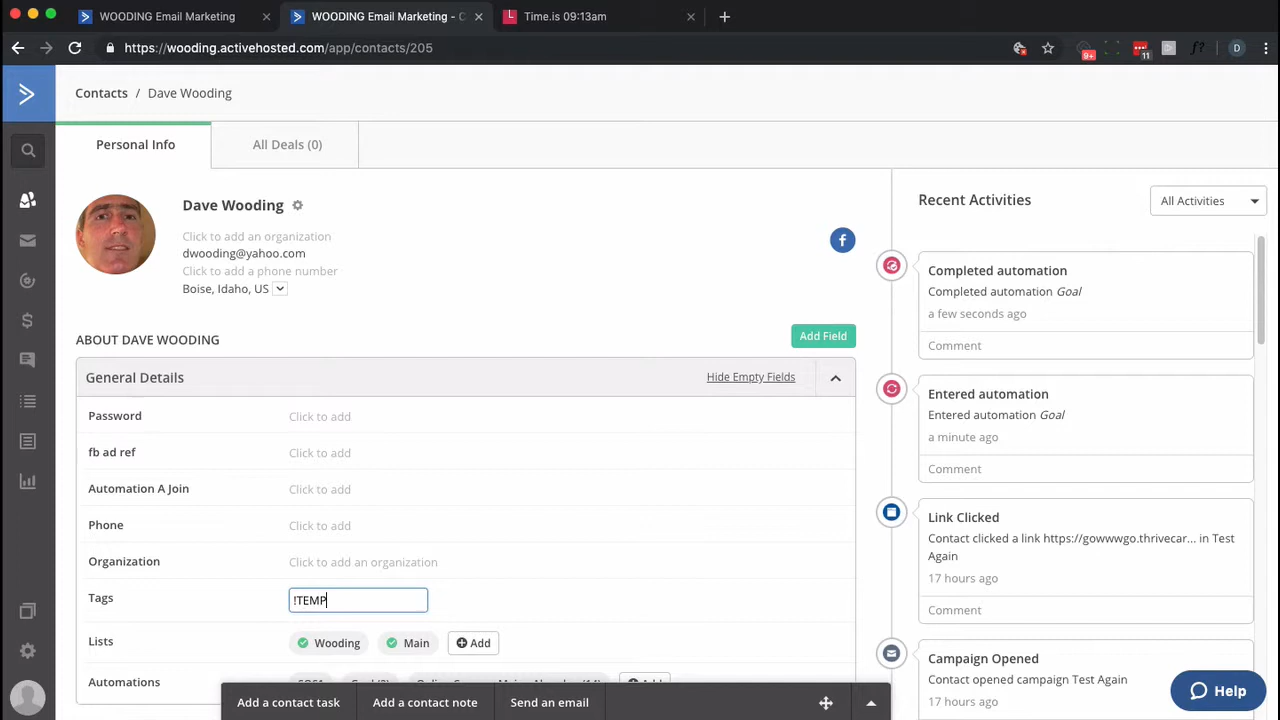 WOODING Email Marketing
WOODING Email Marketing - C
Time.is 09:13am
https://wooding.activehosted.com/app/contacts/205
9+
11
f?
D
Contacts / Dave Wooding
Personal Info
All Deals (0)
Dave Wooding
Click to add an organization
dwooding@yahoo.com
Click to add a phone number
Boise, Idaho, US
ABOUT DAVE WOODING
Add Field
General Details
Hide Empty Fields
Password
Click to add
fb ad ref
Click to add
Automation A Join
Click to add
Phone
Click to add
Organization
Click to add an organization
Tags
!TEMP
Lists
Wooding
Main
Add
Automations
Add a contact task
Add a contact note
Send an email
Recent Activities
All Activities
Completed automation
Completed automation Goal
a few seconds ago
Comment
Entered automation
Entered automation Goal
a minute ago
Comment
Link Clicked
Contact clicked a link https://gowwwgo.thrivecar... in Test
Again
17 hours ago
Comment
Campaign Opened
Contact opened campaign Test Again
17 hours ago
Help